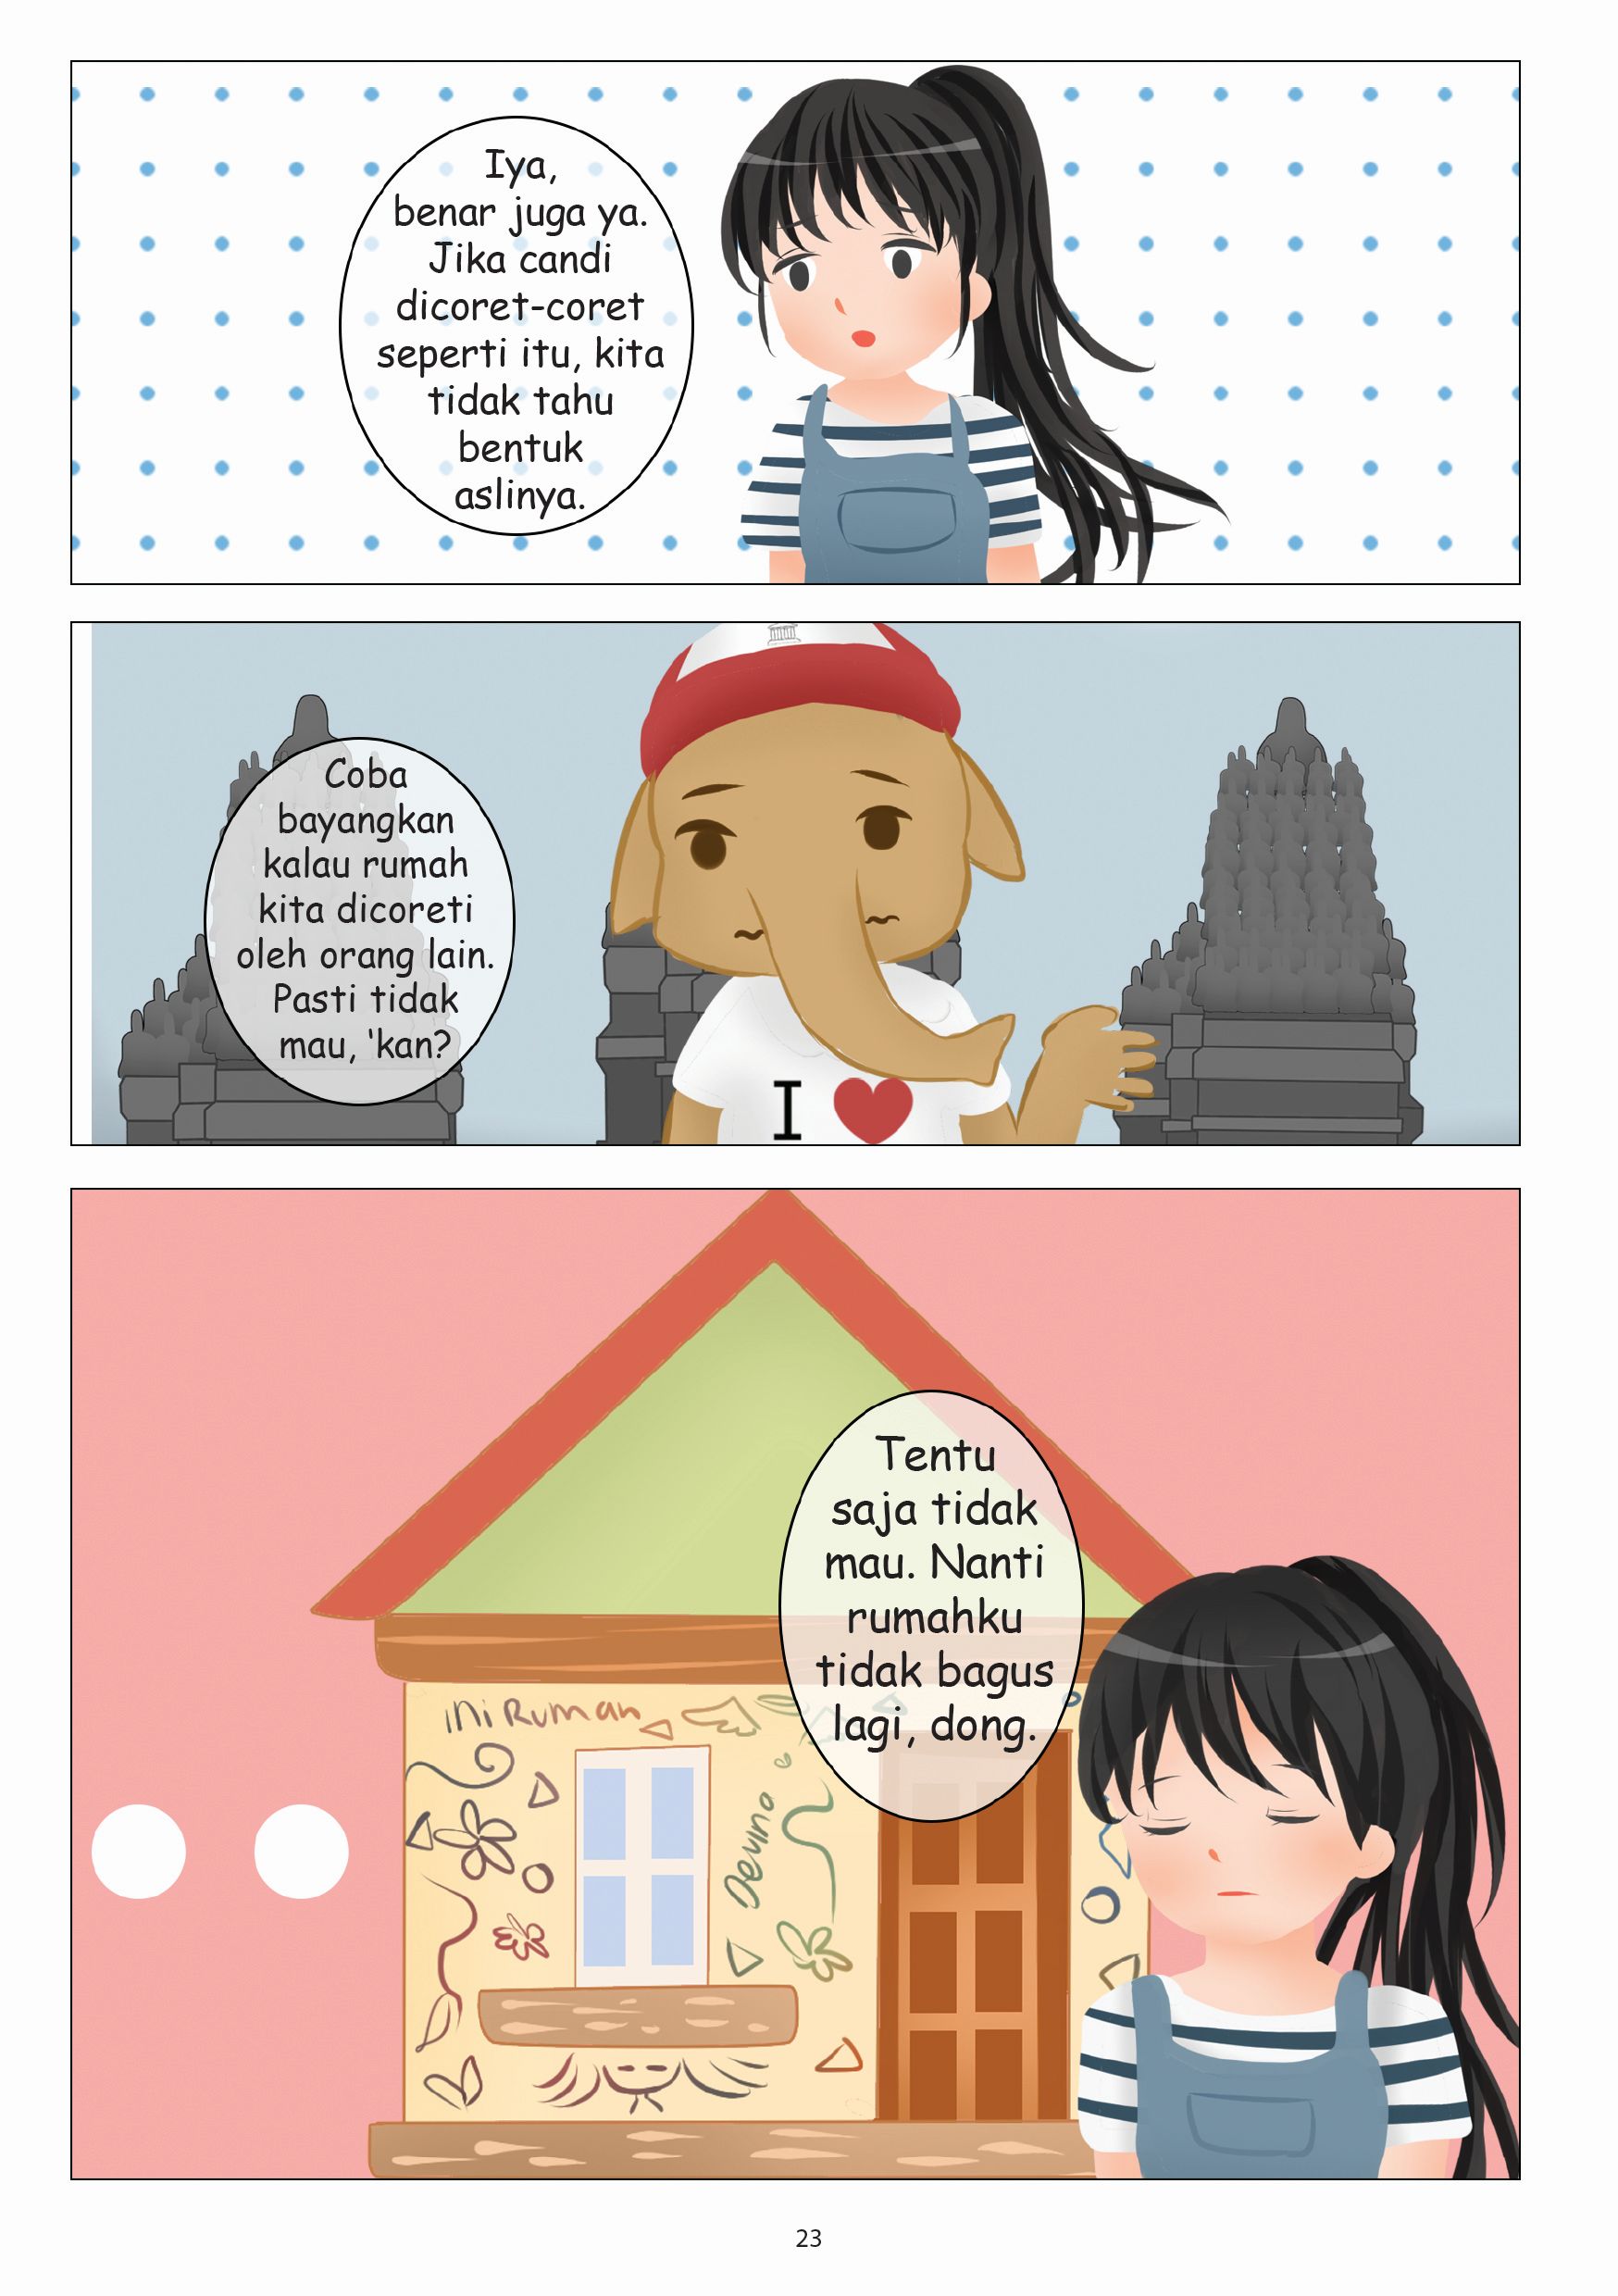 Iya,
benar juga ya.
Jika candi
dicoret-coret
seperti itu, kita
tidak tahu
bentuk
aslinya.
Coba
bayangkan
kalau rumah
kita dicoreti
oleh orang lain.
Pasti tidak
mau, 'kan?
I
Tentu
saja tidak
mau. Nanti
rumahku
tidak bagus
lagi, dong.
ini Rumah
Devina
23